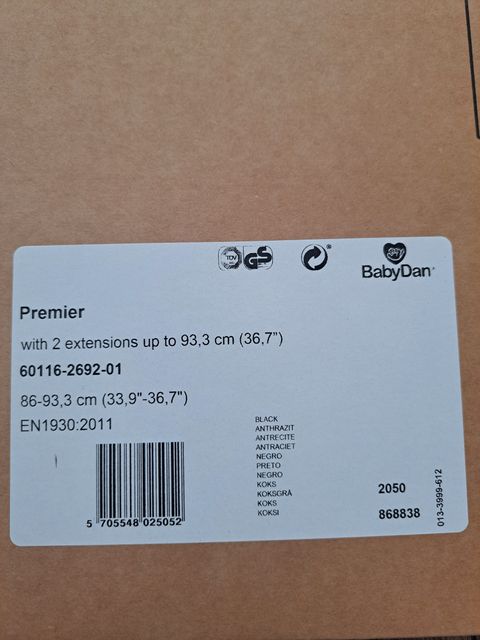 TÜV GS
BabyDan
Premier
with 2 extensions up to 93,3 cm (36,7")
60116-2692-01
86-93,3 cm (33,9"-36,7")
EN1930:2011
BLACK
ANTHRAZIT
ANTRECITE
ANTRACIET
NEGRO
PRETO
NEGRO
KOKS
KOKSGRÅ
KOKS
KOKSI
5 705548 025052
2050
868838
013-3999-612